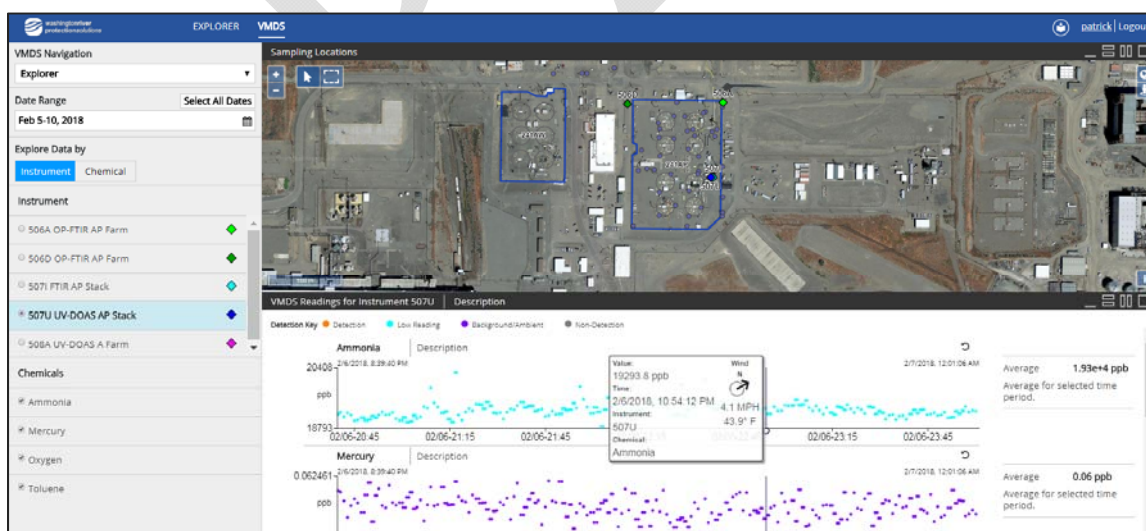 washingtonriver
protectionsolutions
EXPLORER
VMDS
patrick | Logou
VMDS Navigation
Explorer
Date Range
Select All Dates
Feb 5-10, 2018
Explore Data by
Instrument
Chemical
Instrument
506A OP-FTIR AP Farm
506D OP-FTIR AP Farm
507I FTIR AP Stack
507U UV-DOAS AP Stack
508A UV-DOAS A Farm
Chemicals
Ammonia
Mercury
Oxygen
Toluene
Sampling Locations
506D
507U
VMDS Readings for Instrument 507U | Description
Detection Key
Detection
Low Reading
Background/Ambient
Non-Detection
Ammonia
Description
20408
2/6/2018, 8:39:40 PM
2/7/2018, 12:01:06 AM
ppb
18793
02/06-20:45
02/06-21:15
02/06-21:45
02/06-23:15
02/06-23:45
Value:
19293.8 ppb
Time:
2/6/2018, 10:54:12 PM
Instrument:
507U
Chemical:
Ammonia
Wind
N
4.1 MPH
43.9° F
Average
1.93e+4 ppb
Average for selected time
period.
Mercury
Description
0.062461
2/6/2018, 8:39:40 PM
2/7/2018, 12:01:06 AM
ppb
Average
0.06 ppb
Average for selected time
period.